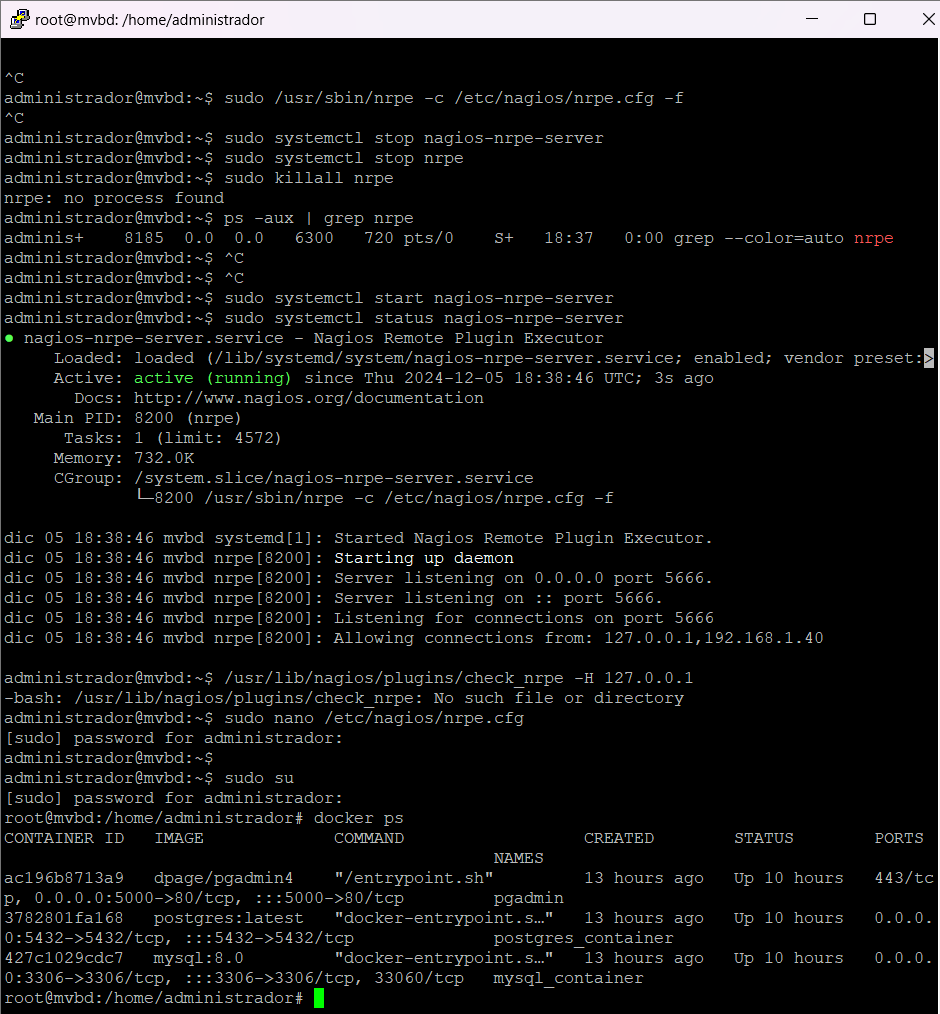 root@mvbd: /home/administrador
^C
administrador@mvbd:~$ sudo /usr/sbin/nrpe -c /etc/nagios/nrpe.cfg -f
^C
administrador@mvbd:~$ sudo systemctl stop nagios-nrpe-server
administrador@mvbd:~$ sudo systemctl stop nrpe
administrador@mvbd:~$ sudo killall nrpe
nrpe: no process found
administrador@mvbd:~$ ps -aux | grep nrpe
adminis+    8185  0.0  0.0   6300   720 pts/0    S+   18:37   0:00 grep --color=auto nrpe
administrador@mvbd:~$ ^C
administrador@mvbd:~$ ^C
administrador@mvbd:~$ sudo systemctl start nagios-nrpe-server
administrador@mvbd:~$ sudo systemctl status nagios-nrpe-server
● nagios-nrpe-server.service - Nagios Remote Plugin Executor
     Loaded: loaded (/lib/systemd/system/nagios-nrpe-server.service; enabled; vendor preset:>
     Active: active (running) since Thu 2024-12-05 18:38:46 UTC; 3s ago
       Docs: http://www.nagios.org/documentation
   Main PID: 8200 (nrpe)
      Tasks: 1 (limit: 4572)
     Memory: 732.0K
     CGroup: /system.slice/nagios-nrpe-server.service
             └─8200 /usr/sbin/nrpe -c /etc/nagios/nrpe.cfg -f
dic 05 18:38:46 mvbd systemd[1]: Started Nagios Remote Plugin Executor.
dic 05 18:38:46 mvbd nrpe[8200]: Starting up daemon
dic 05 18:38:46 mvbd nrpe[8200]: Server listening on 0.0.0.0 port 5666.
dic 05 18:38:46 mvbd nrpe[8200]: Server listening on :: port 5666.
dic 05 18:38:46 mvbd nrpe[8200]: Listening for connections on port 5666
dic 05 18:38:46 mvbd nrpe[8200]: Allowing connections from: 127.0.0.1,192.168.1.40
administrador@mvbd:~$ /usr/lib/nagios/plugins/check_nrpe -H 127.0.0.1
-bash: /usr/lib/nagios/plugins/check_nrpe: No such file or directory
administrador@mvbd:~$ sudo nano /etc/nagios/nrpe.cfg
[sudo] password for administrador:
administrador@mvbd:~$
administrador@mvbd:~$ sudo su
[sudo] password for administrador:
root@mvbd:/home/administrador# docker ps
CONTAINER ID   IMAGE             COMMAND                  CREATED        STATUS        PORTS
                                                 NAMES
ac196b8713a9   dpage/pgadmin4    "/entrypoint.sh"         13 hours ago   Up 10 hours   443/tc
p, 0.0.0.0:5000->80/tcp, :::5000->80/tcp         pgadmin
3782801fa168   postgres:latest   "docker-entrypoint.s…"   13 hours ago   Up 10 hours   0.0.0.
0:5432->5432/tcp, :::5432->5432/tcp              postgres_container
427c1029cdc7   mysql:8.0         "docker-entrypoint.s…"   13 hours ago   Up 10 hours   0.0.0.
0:3306->3306/tcp, :::3306->3306/tcp, 33060/tcp   mysql_container
root@mvbd:/home/administrador#